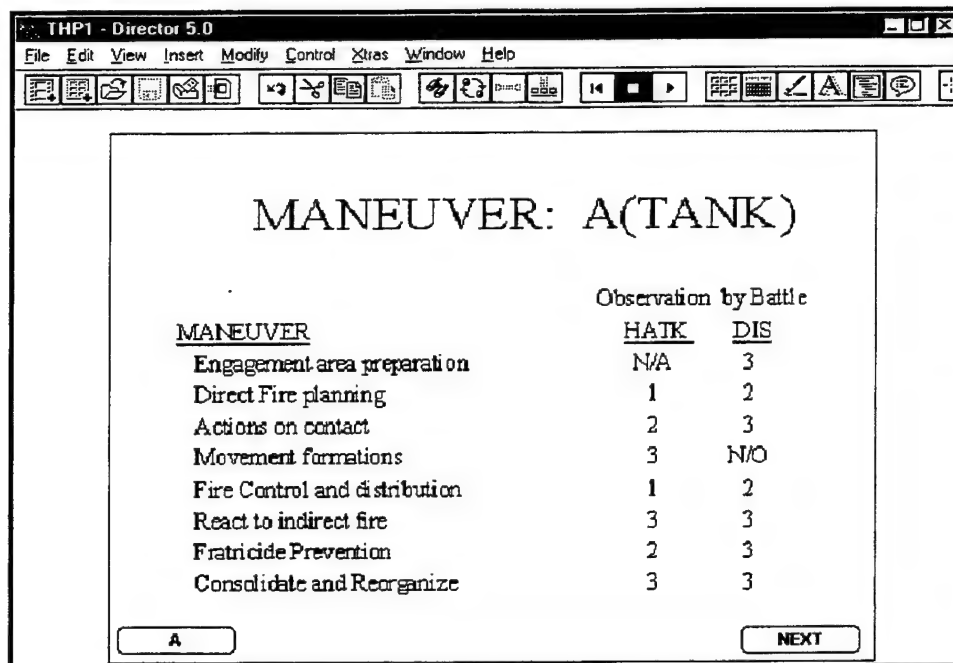 THP1 - Director 5.0
File Edit View Insert Modify Control Xtras Window Help
MANEUVER: A(TANK)
Observation by Battle
MANEUVER HATK DIS
Engagement area preparation N/A 3
Direct Fire planning 1 2
Actions on contact 2 3
Movement formations 3 N/O
Fire Control and distribution 1 2
React to indirect fire 3 3
Fratricide Prevention 2 3
Consolidate and Reorganize 3 3
A NEXT